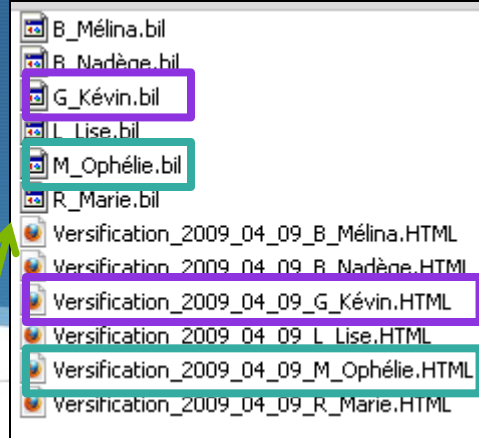 B_Mélina.bil
B_Nadège.bil
G_Kévin.bil
L_Lise.bil
M_Ophélie.bil
R_Marie.bil
Versification_2009_04_09_B_Mélina.HTML
Versification_2009_04_09_B_Nadège.HTML
Versification_2009_04_09_G_Kévin.HTML
Versification_2009_04_09_L_Lise.HTML
Versification_2009_04_09_M_Ophélie.HTML
Versification_2009_04_09_R_Marie.HTML